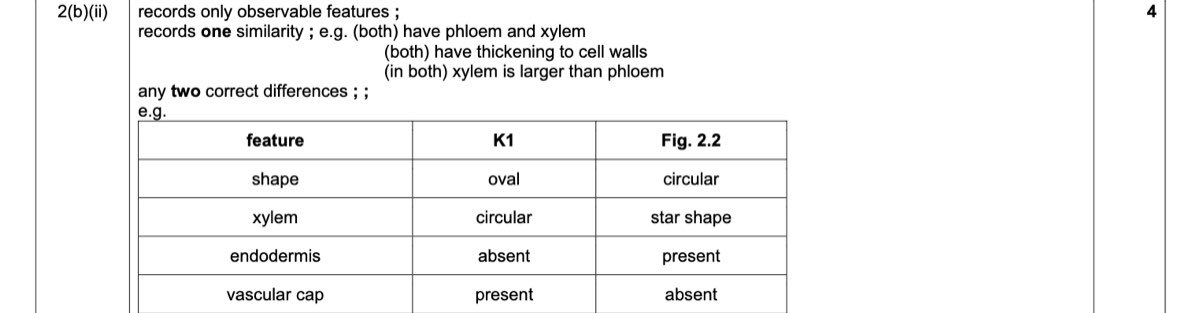 2(b)(ii) records only observable features ; 4
records one similarity ; e.g. (both) have phloem and xylem
(both) have thickening to cell walls
(in both) xylem is larger than phloem
any two correct differences ; ;
e.g.
feature K1 Fig. 2.2
shape oval circular
xylem circular star shape
endodermis absent present
vascular cap present absent